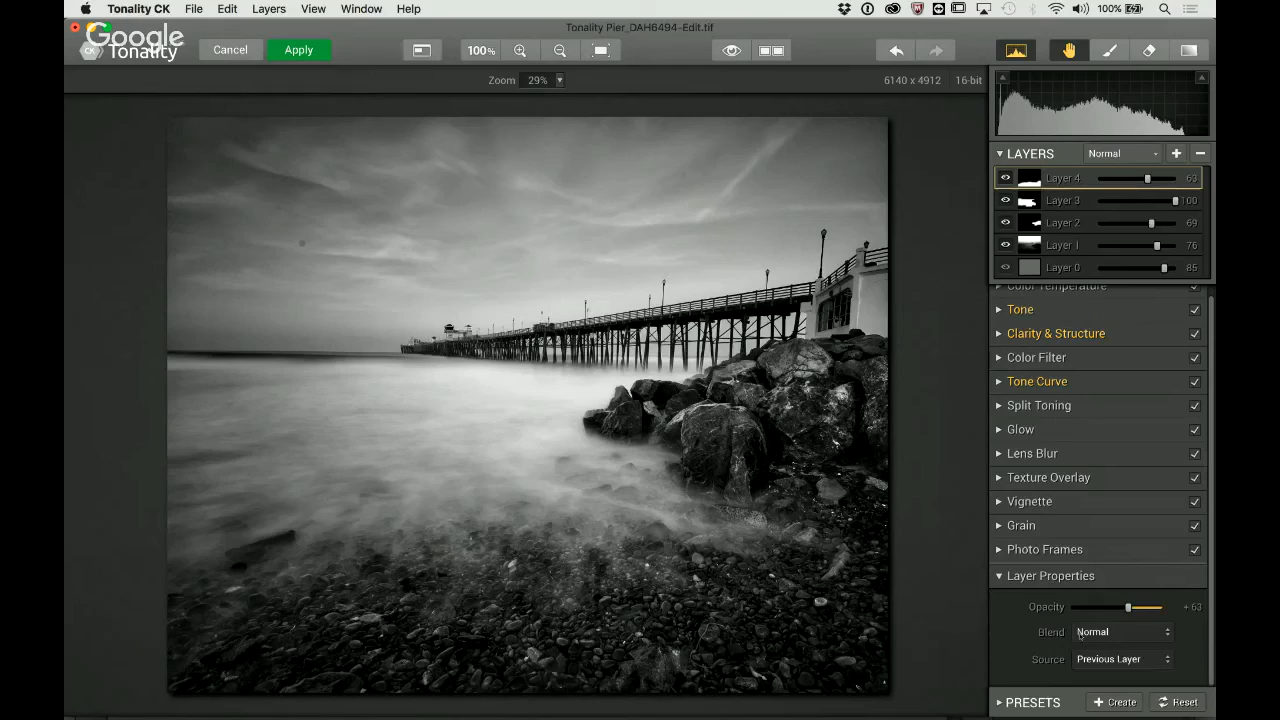 Tonality CK File Edit Layers View Window Help 100%
Tonality Pier_DAH6494-Edit.tif
Google
CK Tonality Cancel Apply 100%
Zoom 29% 6140 x 4912 16-bit
LAYERS Normal
Layer 4 63
Layer 3 100
Layer 2 69
Layer 1 76
Layer 0 85
Color Temperature
Tone
Clarity & Structure
Color Filter
Tone Curve
Split Toning
Glow
Lens Blur
Texture Overlay
Vignette
Grain
Photo Frames
Layer Properties
Opacity + 63
Blend Normal
Source Previous Layer
PRESETS Create Reset